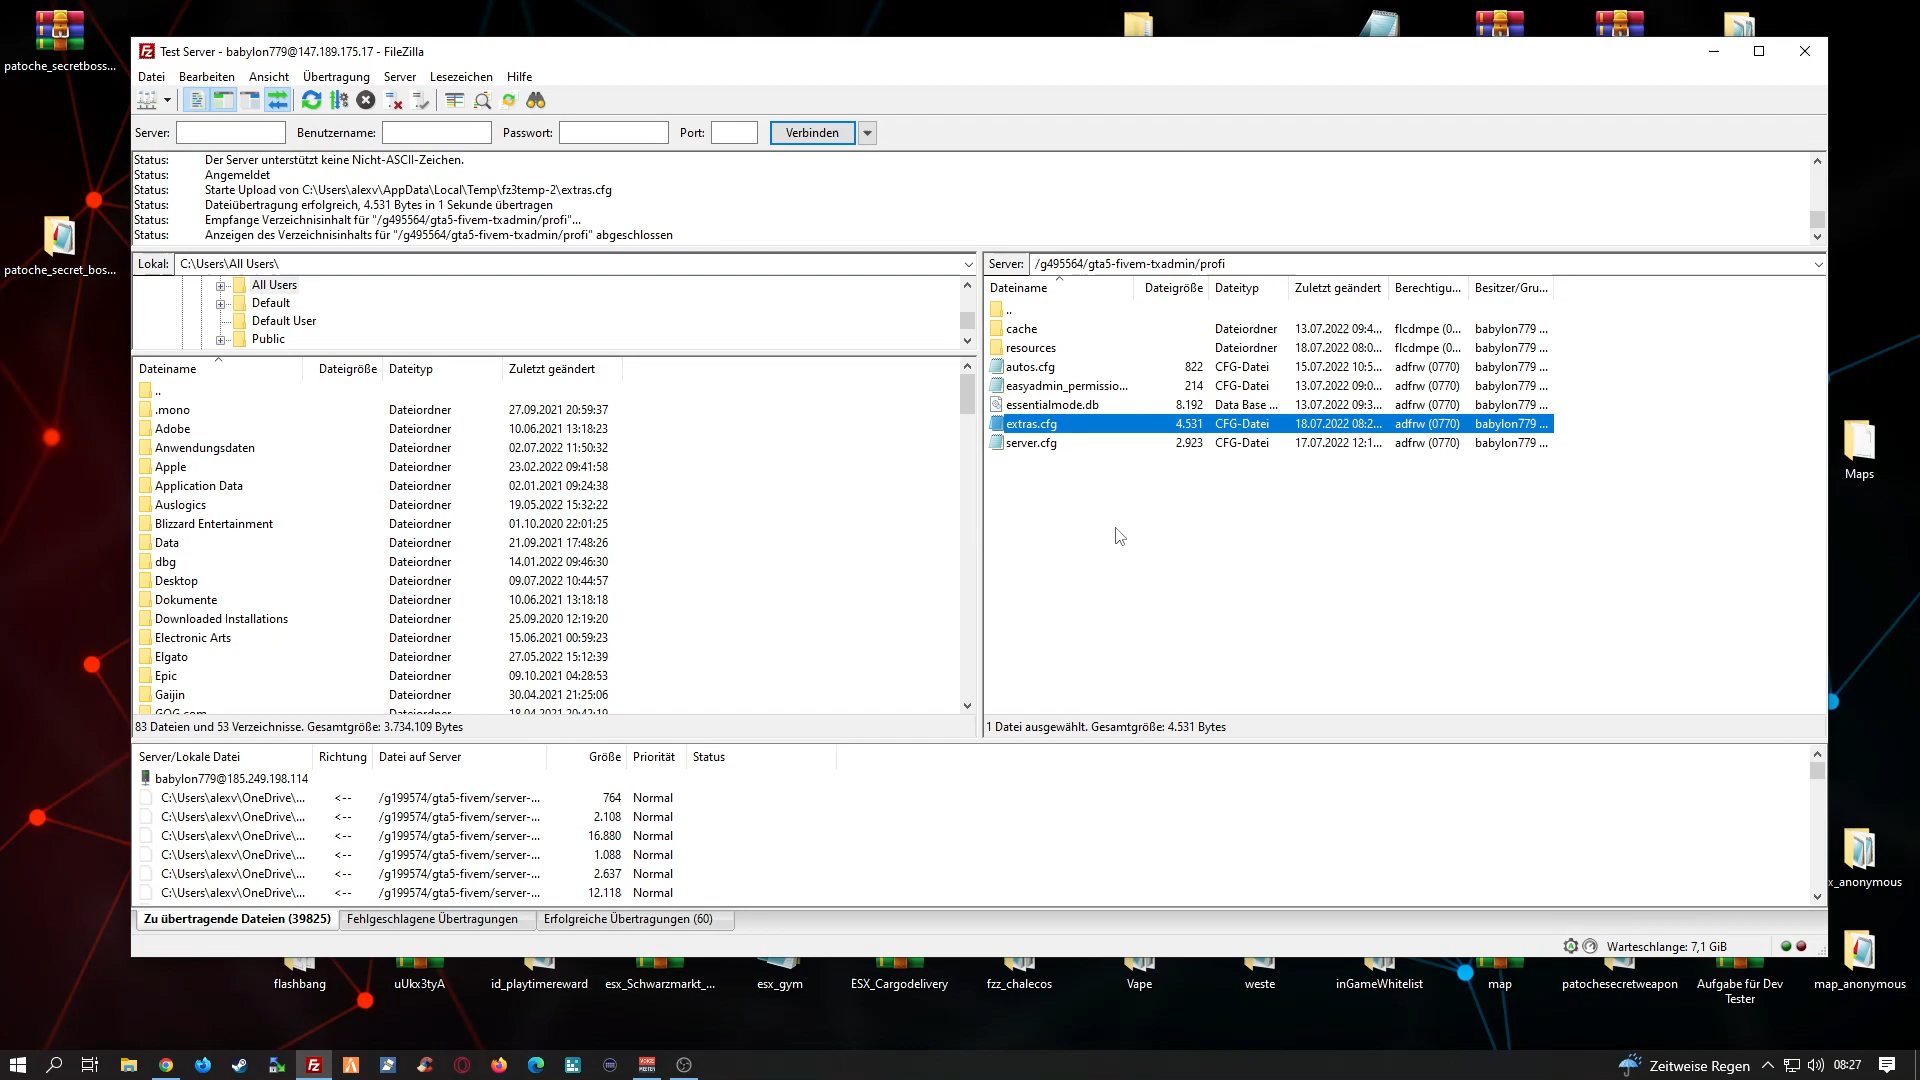 patoche_secretboss...
patoche_secret_bos...
Test Server - babylon779@147.189.175.17 - FileZilla
Datei Bearbeiten Ansicht Übertragung Server Lesezeichen Hilfe
Server: Benutzername: Passwort: Port: Verbinden
Status: Der Server unterstützt keine Nicht-ASCII-Zeichen.
Status: Angemeldet
Status: Starte Upload von C:\Users\alexv\AppData\Local\Temp\fz3temp-2\extras.cfg
Status: Dateiübertragung erfolgreich, 4.531 Bytes in 1 Sekunde übertragen
Status: Empfange Verzeichnisinhalt für "/g495564/gta5-fivem-txadmin/profi"...
Status: Anzeigen des Verzeichnisinhalts für "/g495564/gta5-fivem-txadmin/profi" abgeschlossen
Lokal: C:\Users\All Users\
All Users
Default
Default User
Public
Dateiname Dateigröße Dateityp Zuletzt geändert
..
.mono Dateiordner 27.09.2021 20:59:37
Adobe Dateiordner 10.06.2021 13:18:23
Anwendungsdaten Dateiordner 02.07.2022 11:50:32
Apple Dateiordner 23.02.2022 09:41:58
Application Data Dateiordner 02.01.2021 09:24:38
Auslogics Dateiordner 19.05.2022 15:32:22
Blizzard Entertainment Dateiordner 01.10.2020 22:01:25
Data Dateiordner 21.09.2021 17:48:26
dbg Dateiordner 14.01.2022 09:46:30
Desktop Dateiordner 09.07.2022 10:44:57
Dokumente Dateiordner 10.06.2021 13:18:18
Downloaded Installations Dateiordner 25.09.2020 12:19:20
Electronic Arts Dateiordner 15.06.2021 00:59:23
Elgato Dateiordner 27.05.2022 15:12:39
Epic Dateiordner 09.10.2021 04:28:53
Gaijin Dateiordner 30.04.2021 21:25:06
GOG.com Dateiordner 18.04.2021 20:42:19
83 Dateien und 53 Verzeichnisse. Gesamtgröße: 3.734.109 Bytes
Server: /g495564/gta5-fivem-txadmin/profi
Dateiname Dateigröße Dateityp Zuletzt geändert Berechtigu... Besitzer/Gru...
..
cache Dateiordner 13.07.2022 09:4... flcdmpe (0... babylon779 ...
resources Dateiordner 18.07.2022 08:0... flcdmpe (0... babylon779 ...
autos.cfg 822 CFG-Datei 15.07.2022 10:5... adfrw (0770) babylon779 ...
easyadmin_permissio... 214 CFG-Datei 13.07.2022 09:0... adfrw (0770) babylon779 ...
essentialmode.db 8.192 Data Base ... 13.07.2022 09:3... adfrw (0770) babylon779 ...
extras.cfg 4.531 CFG-Datei 18.07.2022 08:2... adfrw (0770) babylon779 ...
server.cfg 2.923 CFG-Datei 17.07.2022 12:1... adfrw (0770) babylon779 ...
1 Datei ausgewählt. Gesamtgröße: 4.531 Bytes
Server/Lokale Datei Richtung Datei auf Server Größe Priorität Status
babylon779@185.249.198.114
C:\Users\alexv\OneDrive\... <-- /g199574/gta5-fivem/server-... 764 Normal
C:\Users\alexv\OneDrive\... <-- /g199574/gta5-fivem/server-... 2.108 Normal
C:\Users\alexv\OneDrive\... <-- /g199574/gta5-fivem/server-... 16.880 Normal
C:\Users\alexv\OneDrive\... <-- /g199574/gta5-fivem/server-... 1.088 Normal
C:\Users\alexv\OneDrive\... <-- /g199574/gta5-fivem/server-... 2.637 Normal
C:\Users\alexv\OneDrive\... <-- /g199574/gta5-fivem/server-... 12.118 Normal
Zu übertragende Dateien (39825) Fehlgeschlagene Übertragungen Erfolgreiche Übertragungen (60)
Warteschlange: 7,1 GiB
Maps
x_anonymous
flashbang uUkx3tyA id_playtimereward esx_Schwarzmarkt_... esx_gym ESX_Cargodelivery fzz_chalecos Vape weste inGameWhitelist map patochesecretweapon Aufgabe für Dev map_anonymous
Tester
Zeitweise Regen 08:27